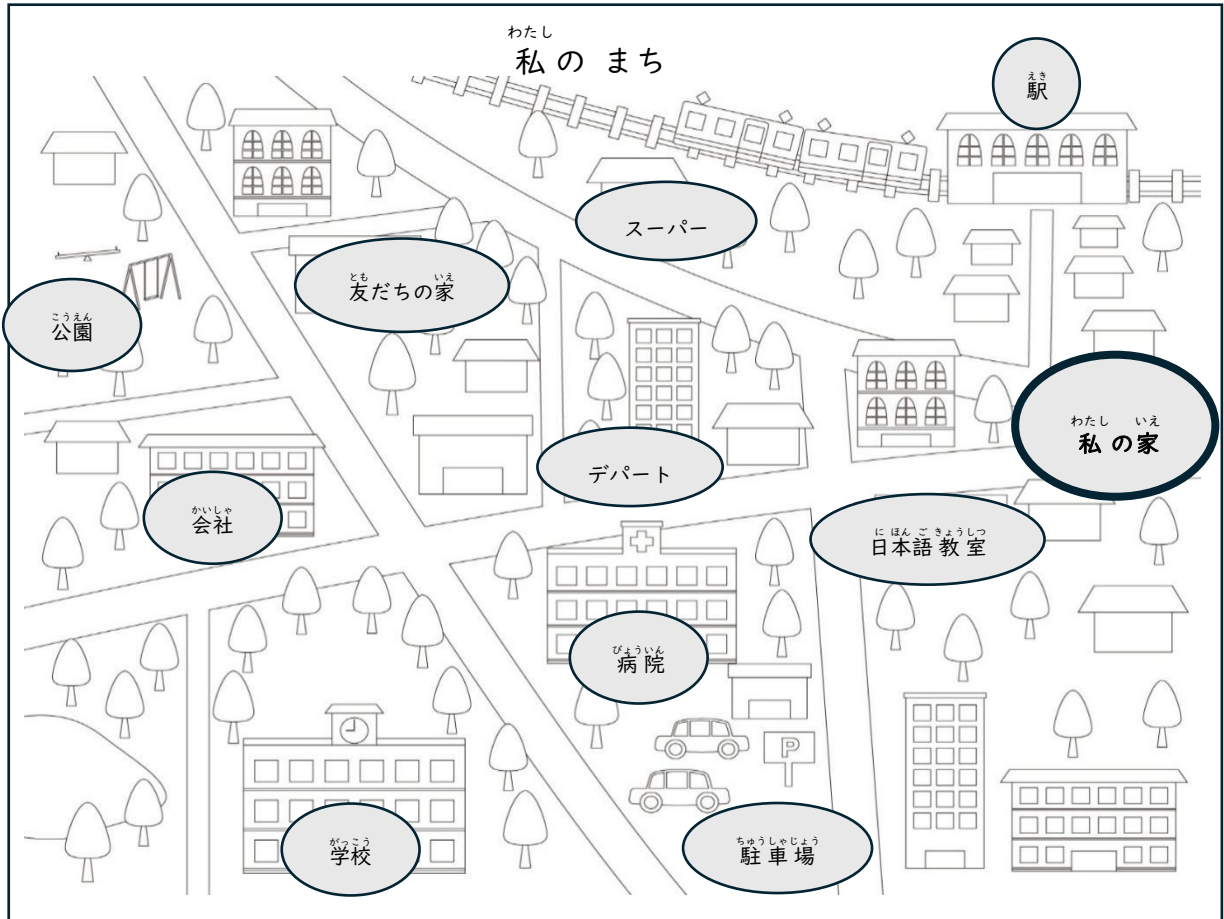 わたし
私の まち
えき
駅
スーパー
とも いえ
友だちの家
こうえん
公園
わたし いえ
私の家
デパート
かいしゃ
会社
にほんごきょうしつ
日本語教室
びょういん
病院
P
がっこう
学校
ちゅうしゃじょう
駐車場